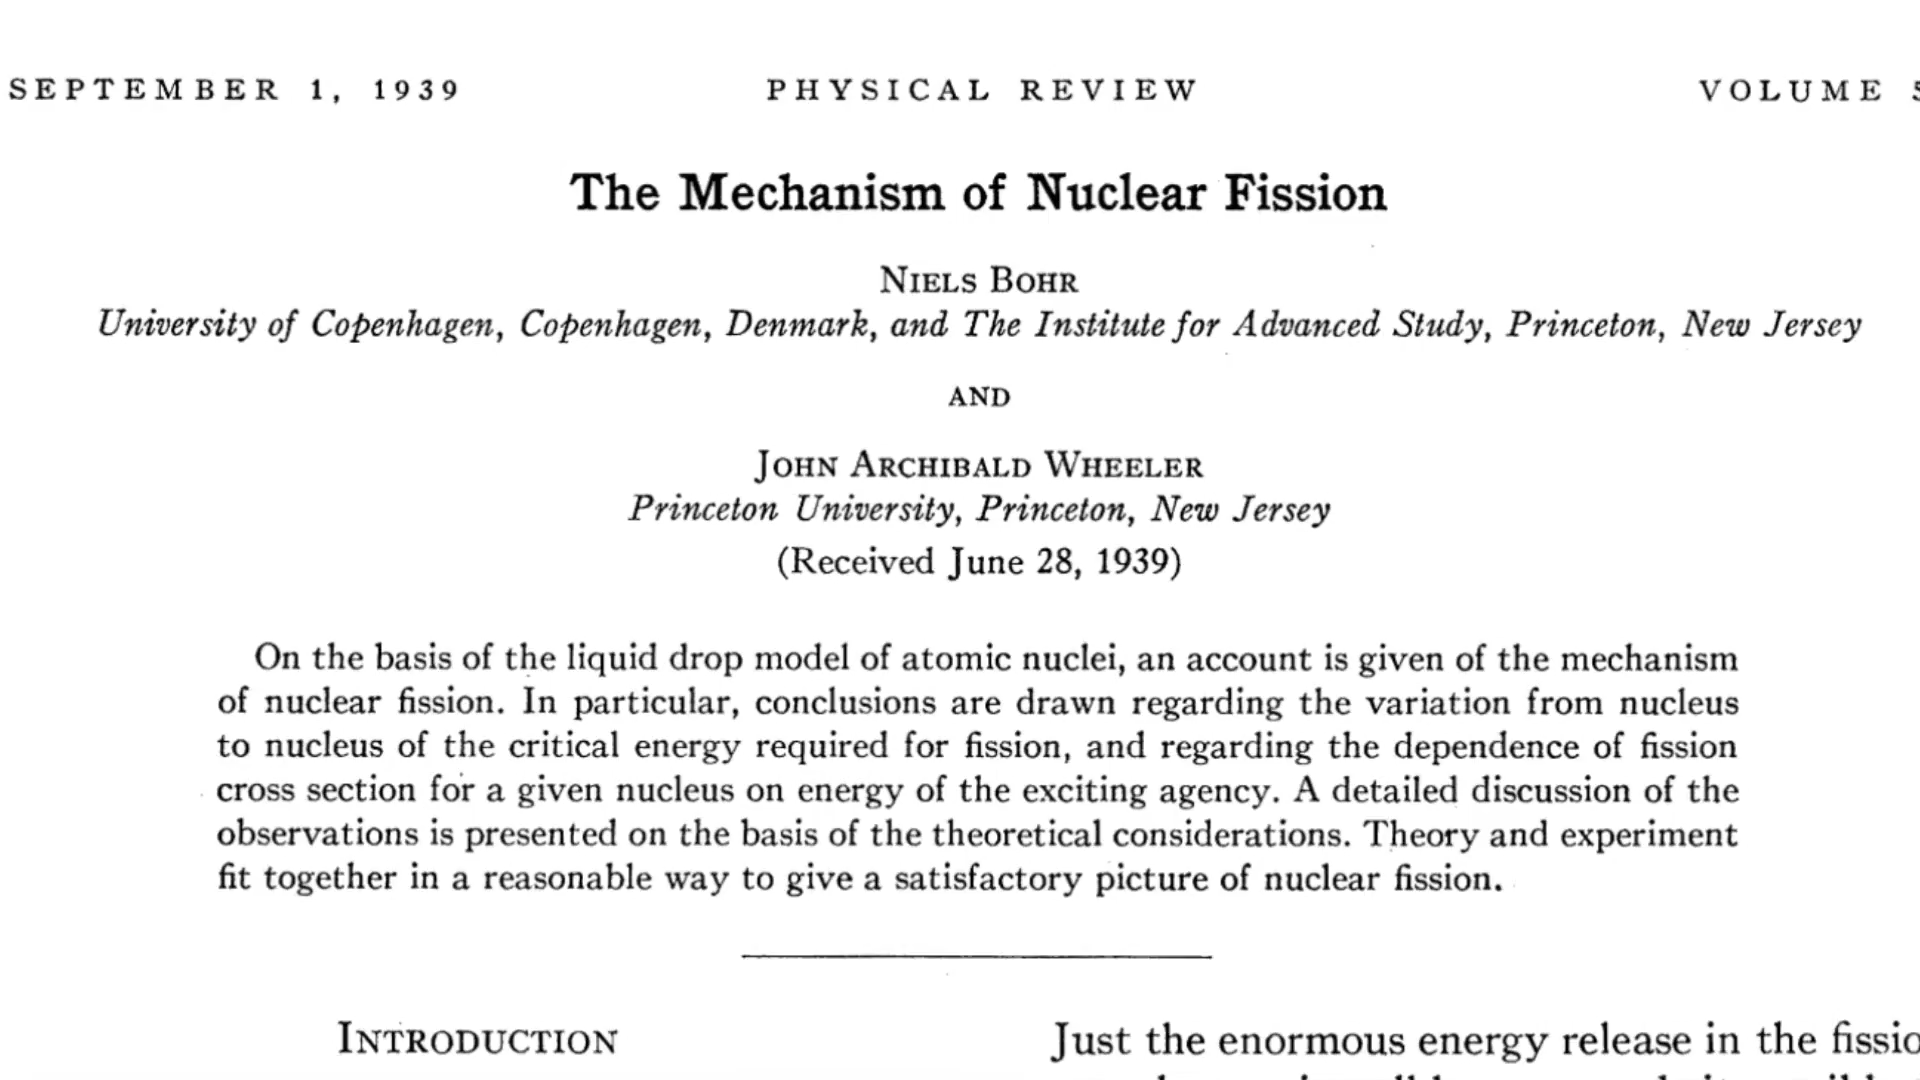 SEPTEMBER 1, 1939 PHYSICAL REVIEW VOLUME 5
The Mechanism of Nuclear Fission
NIELS BOHR
University of Copenhagen, Copenhagen, Denmark, and The Institute for Advanced Study, Princeton, New Jersey
AND
JOHN ARCHIBALD WHEELER
Princeton University, Princeton, New Jersey
(Received June 28, 1939)
On the basis of the liquid drop model of atomic nuclei, an account is given of the mechanism
of nuclear fission. In particular, conclusions are drawn regarding the variation from nucleus
to nucleus of the critical energy required for fission, and regarding the dependence of fission
cross section for a given nucleus on energy of the exciting agency. A detailed discussion of the
observations is presented on the basis of the theoretical considerations. Theory and experiment
fit together in a reasonable way to give a satisfactory picture of nuclear fission.
INTRODUCTION
Just the enormous energy release in the fissio